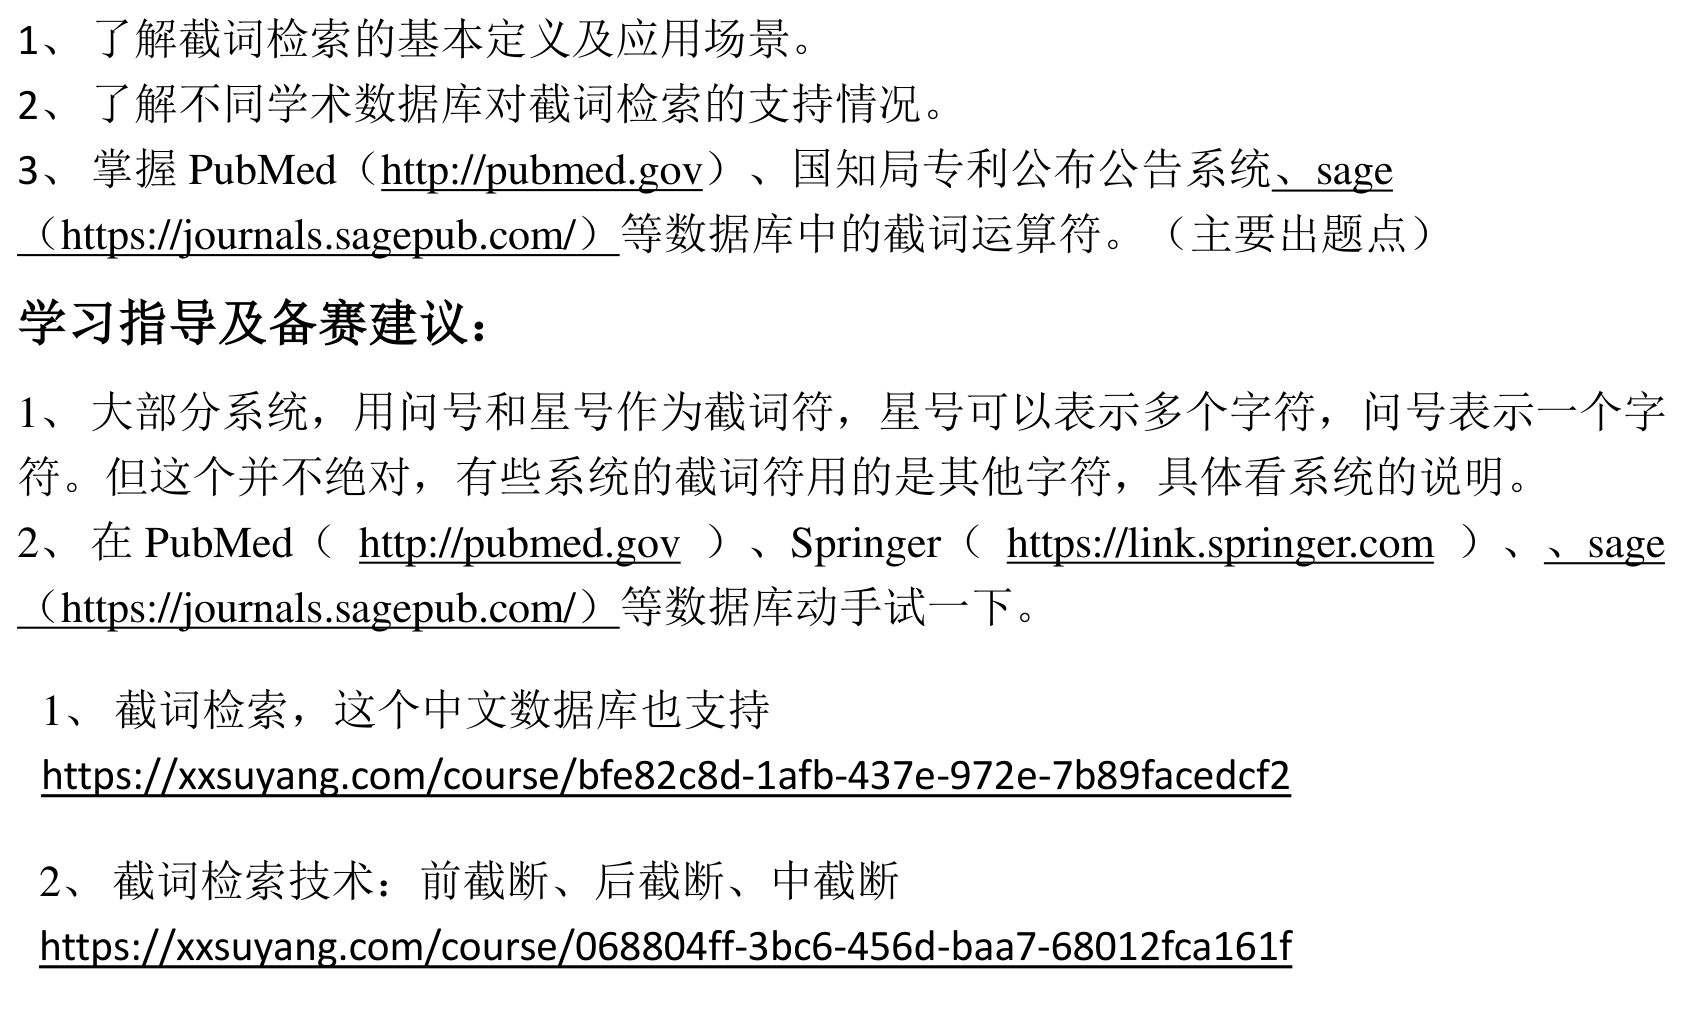 1、 了解截词检索的基本定义及应用场景。
2、 了解不同学术数据库对截词检索的支持情况。
3、 掌握 PubMed（http://pubmed.gov）、国知局专利公布公告系统、sage
（https://journals.sagepub.com/）等数据库中的截词运算符。（主要出题点）
学习指导及备赛建议：
1、 大部分系统，用问号和星号作为截词符，星号可以表示多个字符，问号表示一个字
符。但这个并不绝对，有些系统的截词符用的是其他字符，具体看系统的说明。
2、 在 PubMed（ http://pubmed.gov ）、Springer（ https://link.springer.com ）、、sage
（https://journals.sagepub.com/）等数据库动手试一下。
1、 截词检索，这个中文数据库也支持
https://xxsuyang.com/course/bfe82c8d-1afb-437e-972e-7b89facedcf2
2、 截词检索技术：前截断、后截断、中截断
https://xxsuyang.com/course/068804ff-3bc6-456d-baa7-68012fca161f